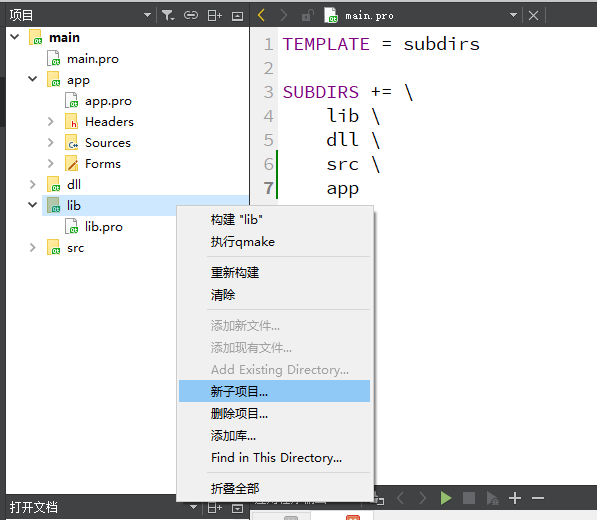 项目
main.pro
main
main.pro
app
app.pro
Headers
Sources
Forms
dll
lib
lib.pro
src
1 TEMPLATE = subdirs
2
3 SUBDIRS += \
4 lib \
5 dll \
6 src \
7 app
构建 "lib"
执行qmake
重新构建
清除
添加新文件...
添加现有文件...
Add Existing Directory...
新子项目...
删除项目...
添加库...
Find in This Directory...
折叠全部
打开文档